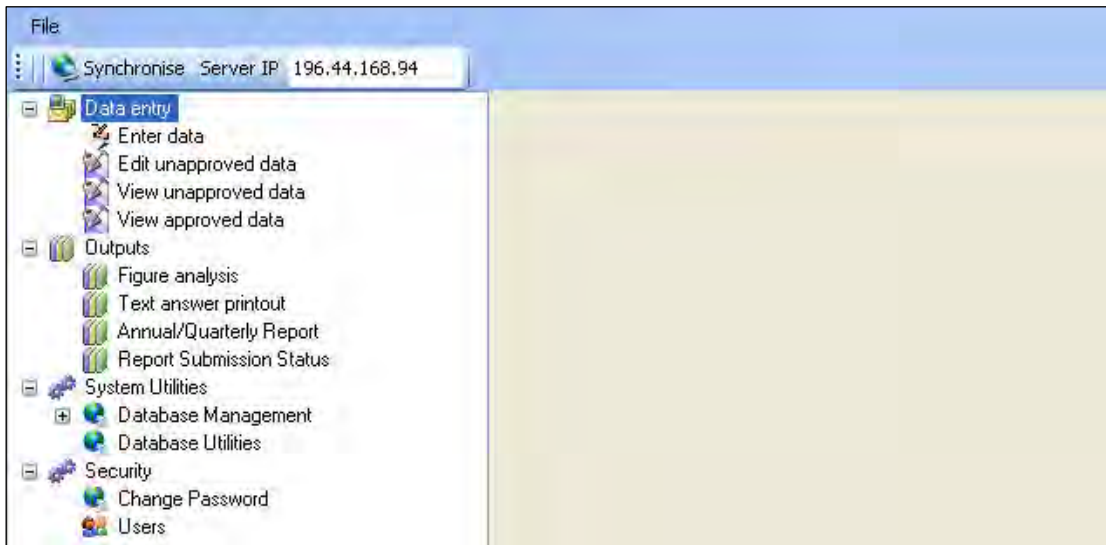 File
Synchronise Server IP 196.44.168.94
Data entry
Enter data
Edit unapproved data
View unapproved data
View approved data
Outputs
Figure analysis
Text answer printout
Annual/Quarterly Report
Report Submission Status
System Utilities
Database Management
Database Utilities
Security
Change Password
Users